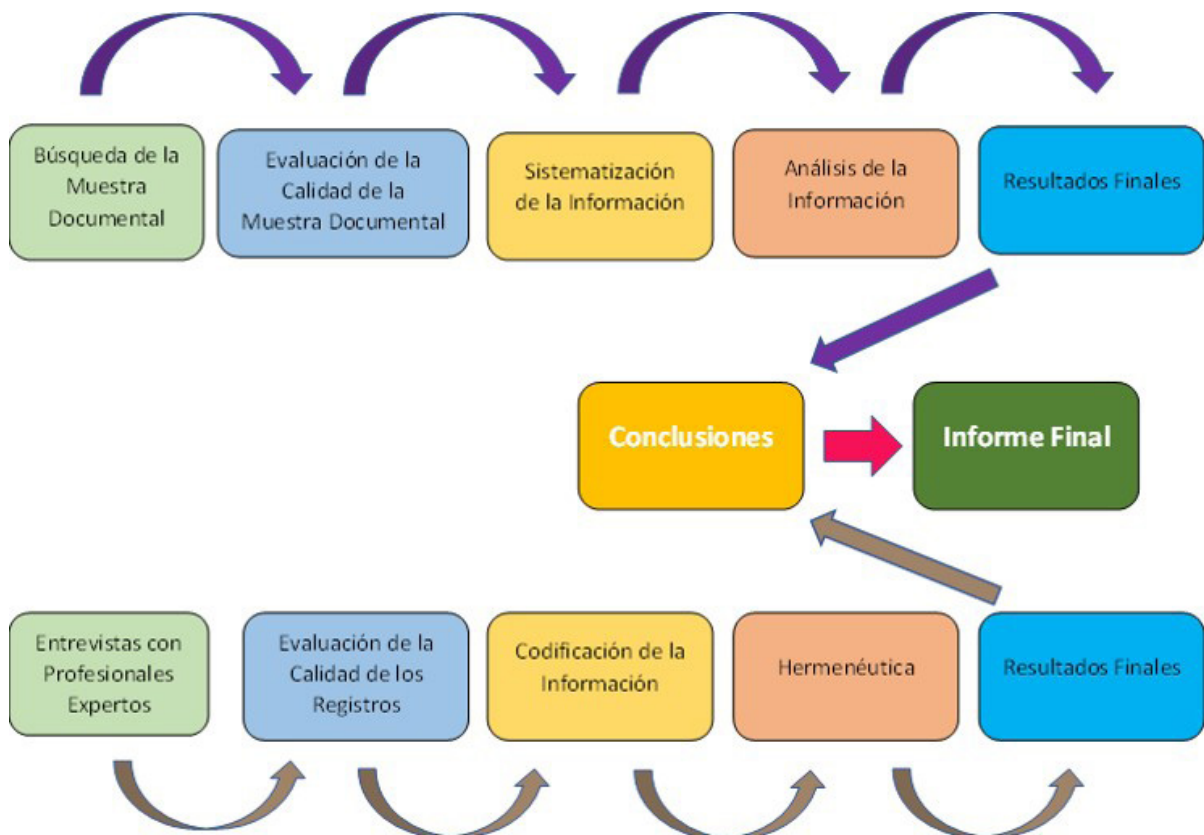 Búsqueda de la
Muestra
Documental
Evaluación de la
Calidad de la
Muestra Documental
Sistematización
de la Información
Análisis de la
Información
Resultados Finales
Conclusiones
Informe Final
Entrevistas con
Profesionales
Expertos
Evaluación de la
Calidad de los
Registros
Codificación de la
Información
Hermenéutica
Resultados Finales